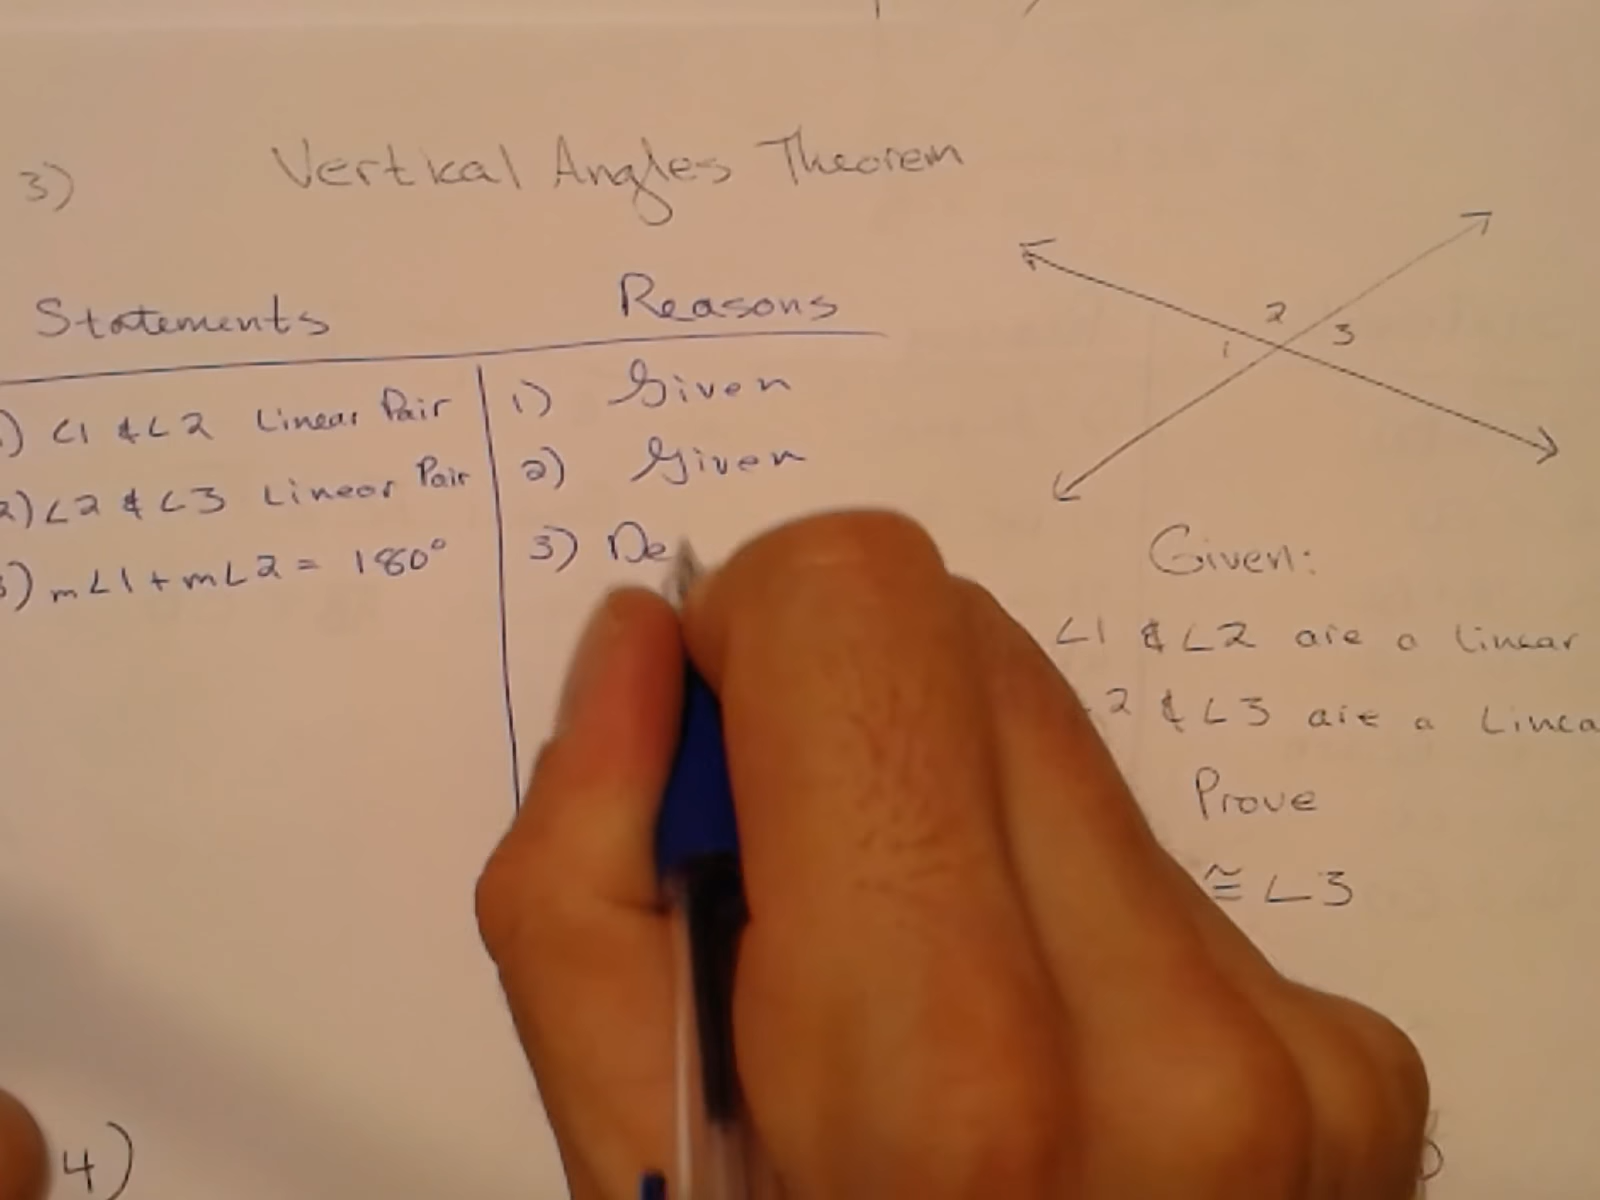 3) Vertical Angles Theorem
Statements Reasons
1) ∠1 & ∠2 Linear Pair 1) Given
2) ∠2 & ∠3 Linear Pair 2) Given
3) m∠1 + m∠2 = 180° 3) De
2
1 3
Given:
∠1 & ∠2 are a linear
∠2 & ∠3 are a Linea
Prove
≅ ∠3
4)